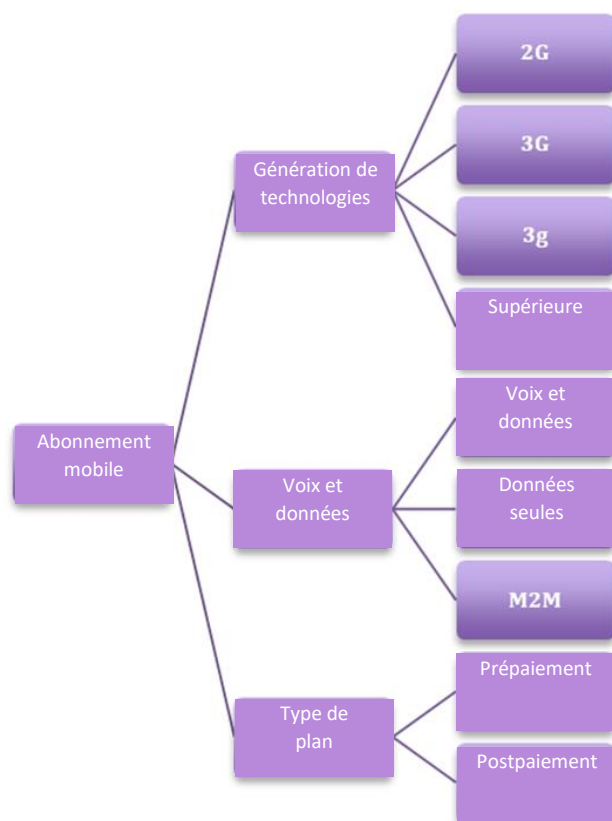 Abonnement
mobile
Génération de
technologies
2G
3G
3g
Supérieure
Voix et
données
Voix et
données
Données
seules
M2M
Type de
plan
Prépaiement
Postpaiement